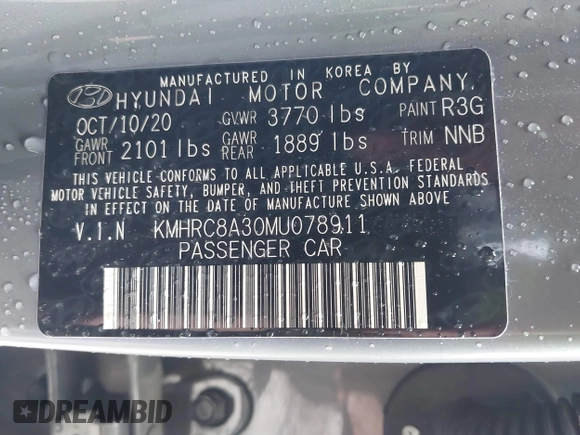 MANUFACTURED IN KOREA BY
HYUNDAI MOTOR COMPANY.
OCT/10/20 GVWR 3770 lbs PAINT R3G
GAWR FRONT 2101 lbs GAWR REAR 1889 lbs TRIM NNB
THIS VEHICLE CONFORMS TO ALL APPLICABLE U.S.A. FEDERAL
MOTOR VEHICLE SAFETY, BUMPER, AND THEFT PREVENTION STANDARDS
IN EFFECT ON THE DATE OF MANUFACTURE SHOWN ABOVE.
V.I.N KMHRC8A30MU078911
PASSENGER CAR
DREAMBID